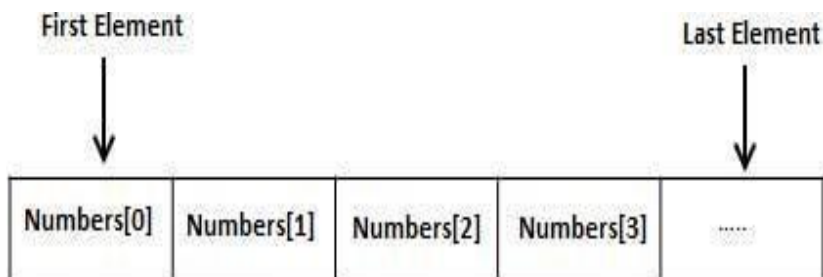 First Element
Last Element
Numbers[0] Numbers[1] Numbers[2] Numbers[3] .....